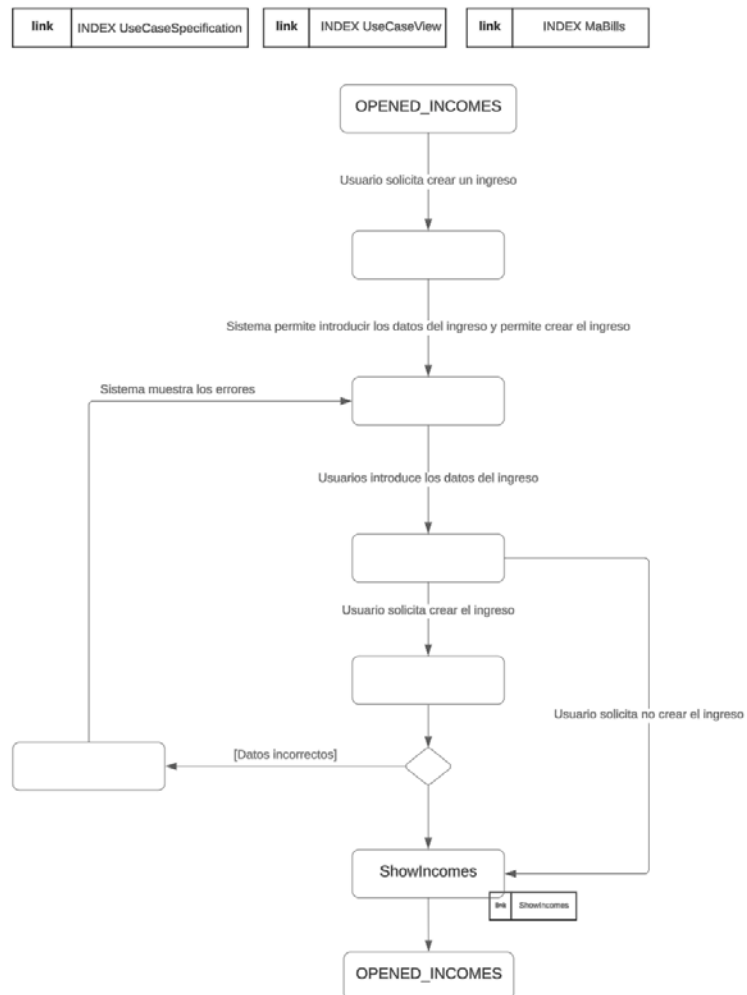 link INDEX UseCaseSpecification link INDEX UseCaseView link INDEX MaBills
OPENED_INCOMES
Usuario solicita crear un ingreso
Sistema permite introducir los datos del ingreso y permite crear el ingreso
Sistema muestra los errores
Usuarios introduce los datos del ingreso
Usuario solicita crear el ingreso
Usuario solicita no crear el ingreso
[Datos incorrectos]
ShowIncomes
link ShowIncomes
OPENED_INCOMES